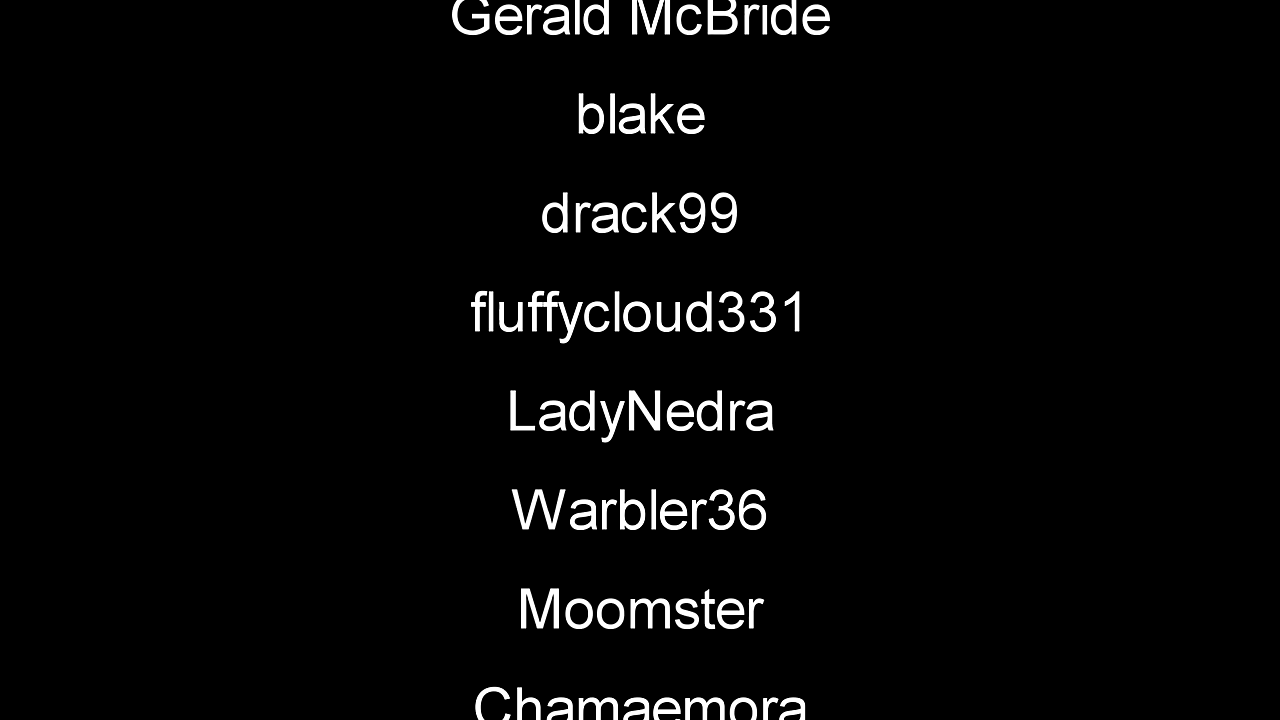 Gerald McBride
blake
drack99
fluffycloud331
LadyNedra
Warbler36
Moomster
Chamaemora